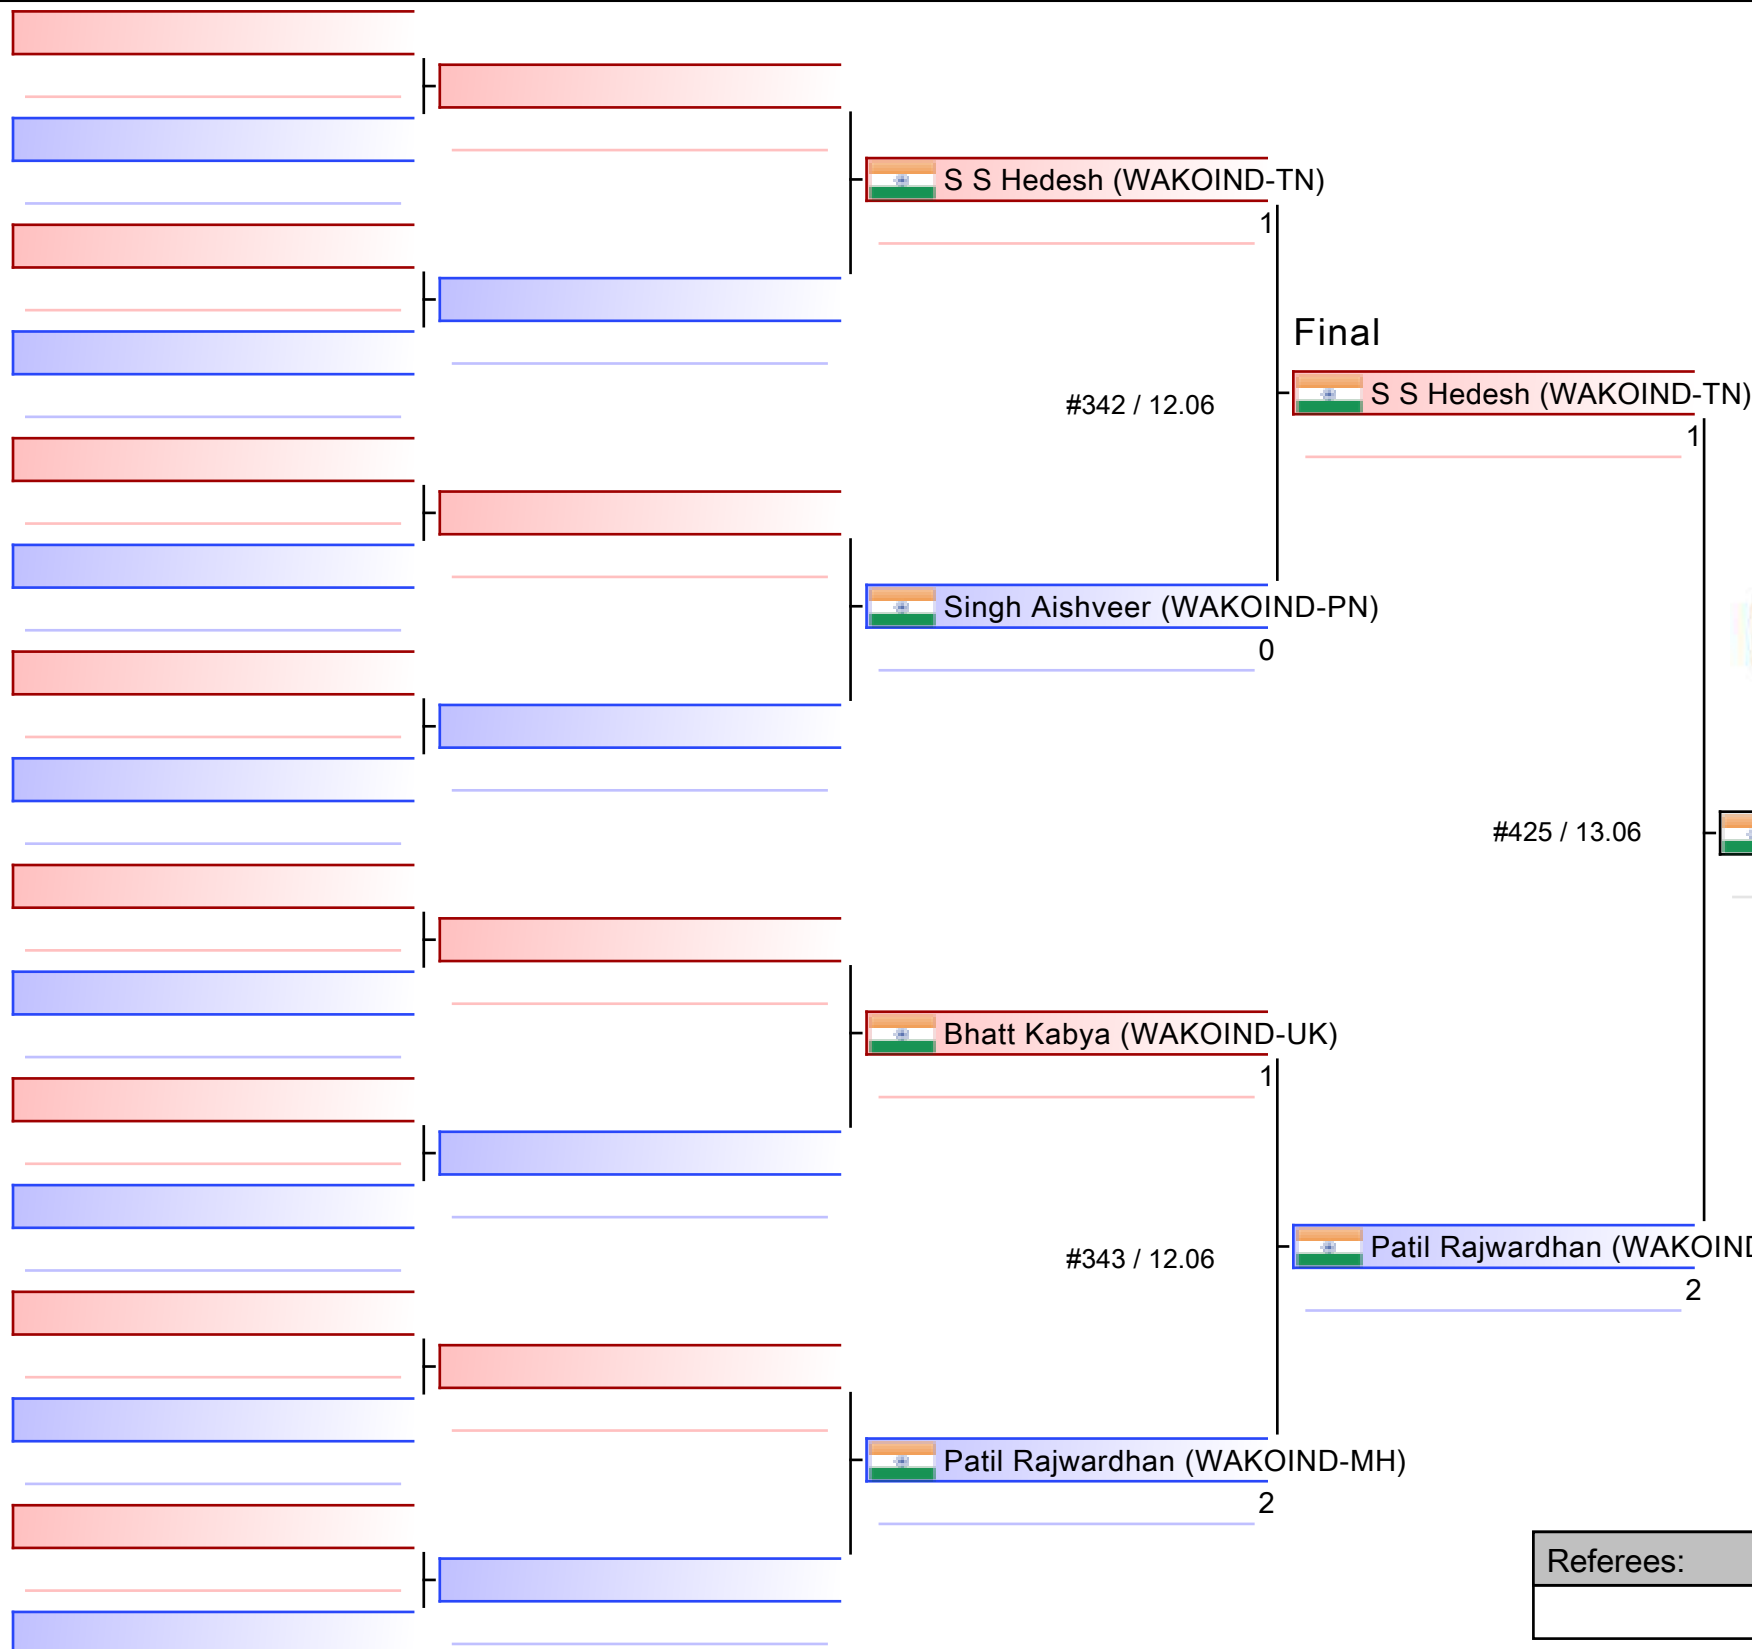 S S Hedesh (WAKOIND-TN)
1
Final
#342 / 12.06
S S Hedesh (WAKOIND-TN)
1
Singh Aishveer (WAKOIND-PN)
0
#425 / 13.06
Bhatt Kabya (WAKOIND-UK)
1
#343 / 12.06
Patil Rajwardhan (WAKOIND
2
Patil Rajwardhan (WAKOIND-MH)
2
Referees: